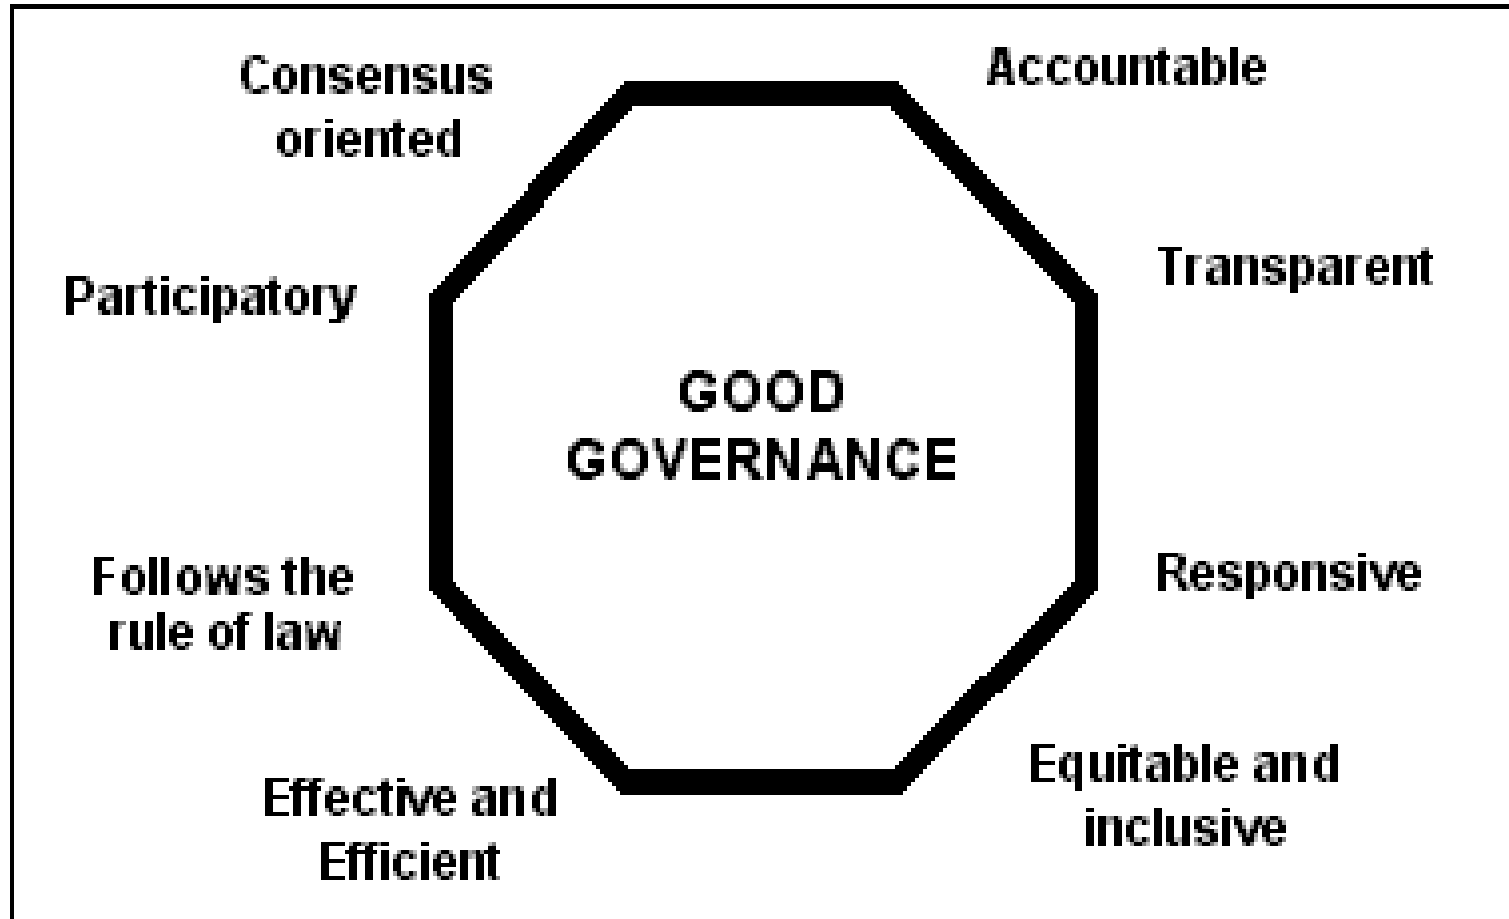 Consensus
oriented
Accountable
Participatory
Transparent
GOOD
GOVERNANCE
Follows the
rule of law
Responsive
Effective and
Efficient
Equitable and
inclusive